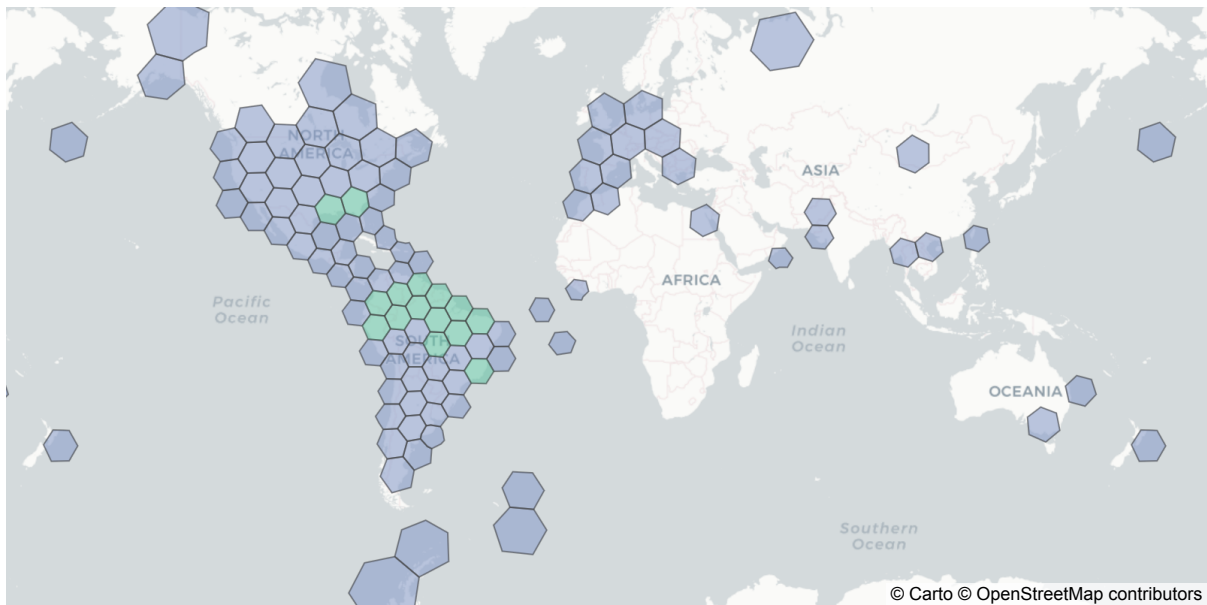 NORTH
AMERICA
ASIA
AFRICA
Pacific
Ocean
Indian
Ocean
SOUTH
AMERICA
OCEANIA
Southern
Ocean
© Carto © OpenStreetMap contributors